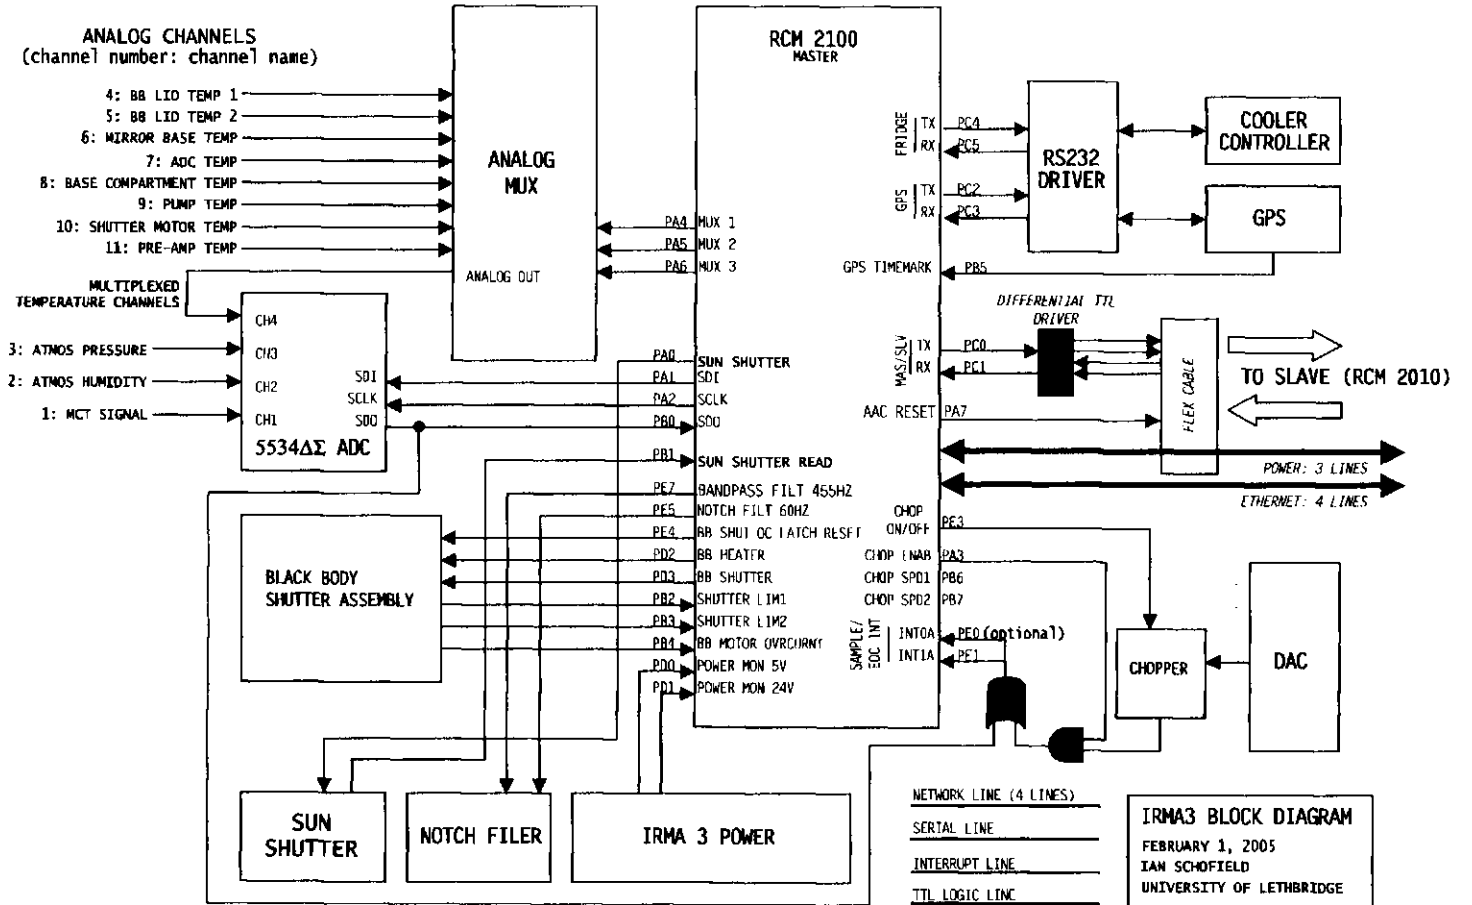 ANALOG CHANNELS
(channel number: channel name)
4: BB LID TEMP 1
5: BB LID TEMP 2
6: MIRROR BASE TEMP
7: ADC TEMP
8: BASE COMPARTMENT TEMP
9: PUMP TEMP
10: SHUTTER MOTOR TEMP
11: PRE-AMP TEMP
MULTIPLEXED
TEMPERATURE CHANNELS
3: ATMOS PRESSURE
2: ATMOS HUMIDITY
1: MCT SIGNAL
ANALOG
MUX
ANALOG OUT
CH4
CH3
CH2
CH1
SDI
SCLK
SDO
5534ΔΣ ADC
RCM 2100
MASTER
PA4 MUX 1
PA5 MUX 2
PA6 MUX 3
PA0 SUN SHUTTER
PA1 SDI
PA2 SCLK
PB0 SDO
PB1 SUN SHUTTER READ
PE7 BANDPASS FILT 455HZ
PE5 NOTCH FILT 60HZ
PE4 BB SHUT OC LATCH RESET
PD2 BB HEATER
PD3 BB SHUTTER
PB2 SHUTTER LIM1
PB3 SHUTTER LIM2
PB4 BB MOTOR OVRCURNT
PD0 POWER MON 5V
PD1 POWER MON 24V
BLACK BODY
SHUTTER ASSEMBLY
SUN
SHUTTER
NOTCH FILER
IRMA 3 POWER
FRIDGE
TX PC4
RX PC5
GPS
TX PC2
RX PC3
GPS TIMEMARK PB5
RS232
DRIVER
COOLER
CONTROLLER
GPS
DIFFERENTIAL TTL
DRIVER
MAS/SLV
TX PC0
RX PC1
AAC RESET PA7
FLEX CABLE
TO SLAVE (RCM 2010)
POWER: 3 LINES
ETHERNET: 4 LINES
CHOP
ON/OFF PE3
CHOP ENAB PA3
CHOP SPD1 PB6
CHOP SPD2 PB7
SAMPLE/
EOC INT
INT0A PE0 (optional)
INT1A PE1
CHOPPER
DAC
NETWORK LINE (4 LINES)
SERIAL LINE
INTERRUPT LINE
TTL LOGIC LINE
IRMA3 BLOCK DIAGRAM
FEBRUARY 1, 2005
IAN SCHOFIELD
UNIVERSITY OF LETHBRIDGE